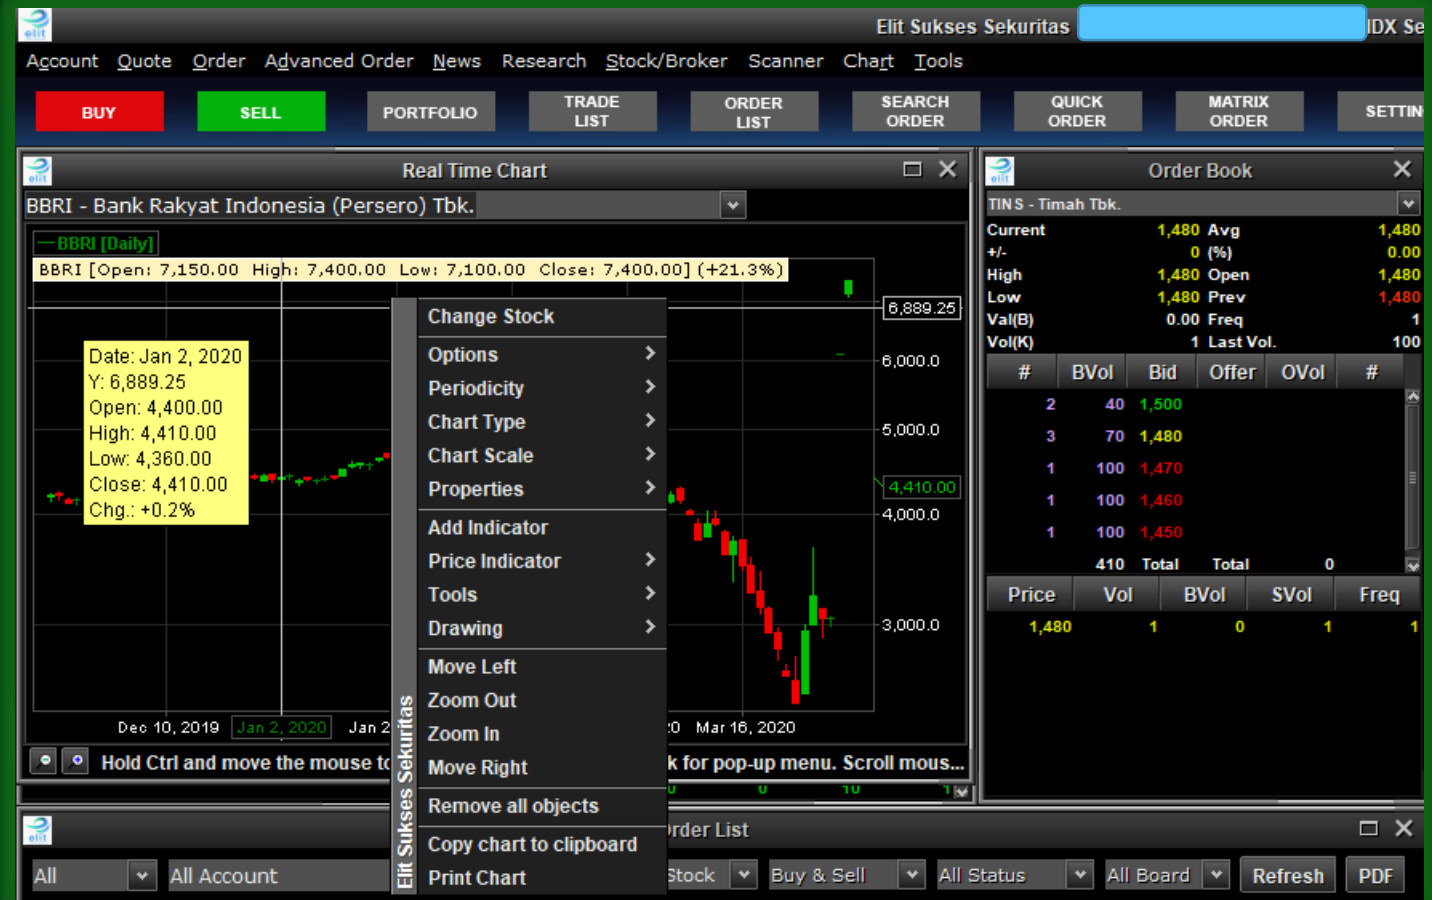 elit
Elit Sukses Sekuritas
IDX Se
Account Quote Order Advanced Order News Research Stock/Broker Scanner Chart Tools
BUY SELL PORTFOLIO TRADE LIST ORDER LIST SEARCH ORDER QUICK ORDER MATRIX ORDER SETTIN
elit Real Time Chart
BBRI - Bank Rakyat Indonesia (Persero) Tbk.
BBRI [Daily]
BBRI [Open: 7,150.00 High: 7,400.00 Low: 7,100.00 Close: 7,400.00] (+21.3%)
Date: Jan 2, 2020
Y: 6,889.25
Open: 4,400.00
High: 4,410.00
Low: 4,360.00
Close: 4,410.00
Chg.: +0.2%
6,889.25
6,000.0
5,000.0
4,410.00
4,000.0
3,000.0
Dec 10, 2019 Jan 2, 2020 Jan 2 20 Mar 16, 2020
Hold Ctrl and move the mouse to k for pop-up menu. Scroll mous...
0 0 10 1
Elit Sukses Sekuritas
Change Stock
Options
Periodicity
Chart Type
Chart Scale
Properties
Add Indicator
Price Indicator
Tools
Drawing
Move Left
Zoom Out
Zoom In
Move Right
Remove all objects
Copy chart to clipboard
Print Chart
elit Order Book
TINS - Timah Tbk.
Current 1,480 Avg 1,480
+/- 0 (%) 0.00
High 1,480 Open 1,480
Low 1,480 Prev 1,480
Val(B) 0.00 Freq 1
Vol(K) 1 Last Vol. 100
# BVol Bid Offer OVol #
2 40 1,500
3 70 1,480
1 100 1,470
1 100 1,460
1 100 1,450
410 Total Total 0
Price Vol BVol SVol Freq
1,480 1 0 1 1
elit Order List
All All Account Stock Buy & Sell All Status All Board Refresh PDF